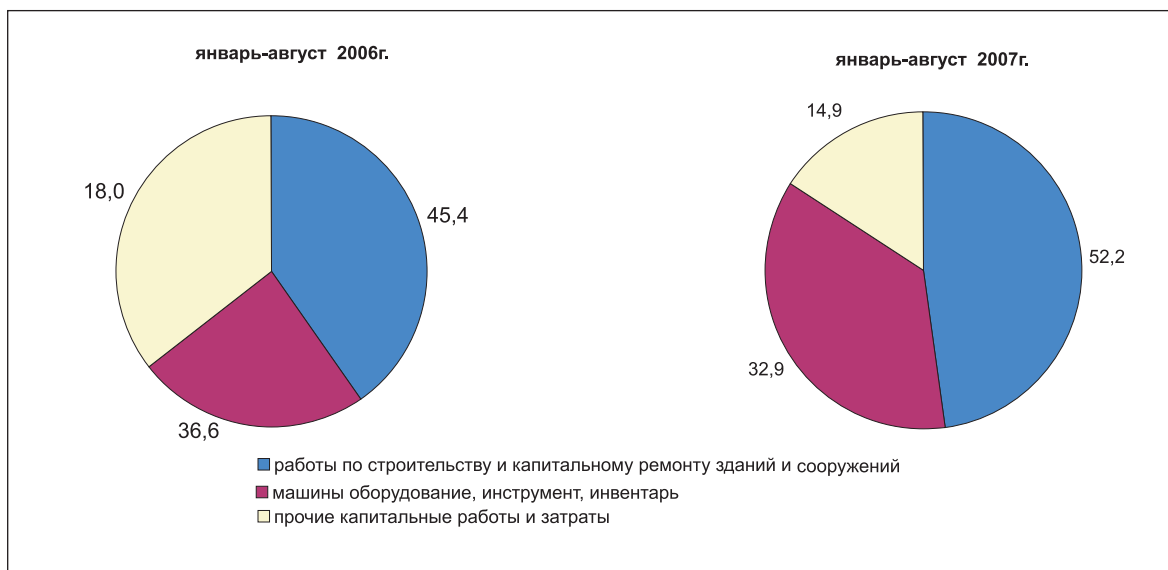 январь-август 2006г.
январь-август 2007г.
18,0
45,4
36,6
14,9
52,2
32,9
работы по строительству и капитальному ремонту зданий и сооружений
машины оборудование, инструмент, инвентарь
прочие капитальные работы и затраты